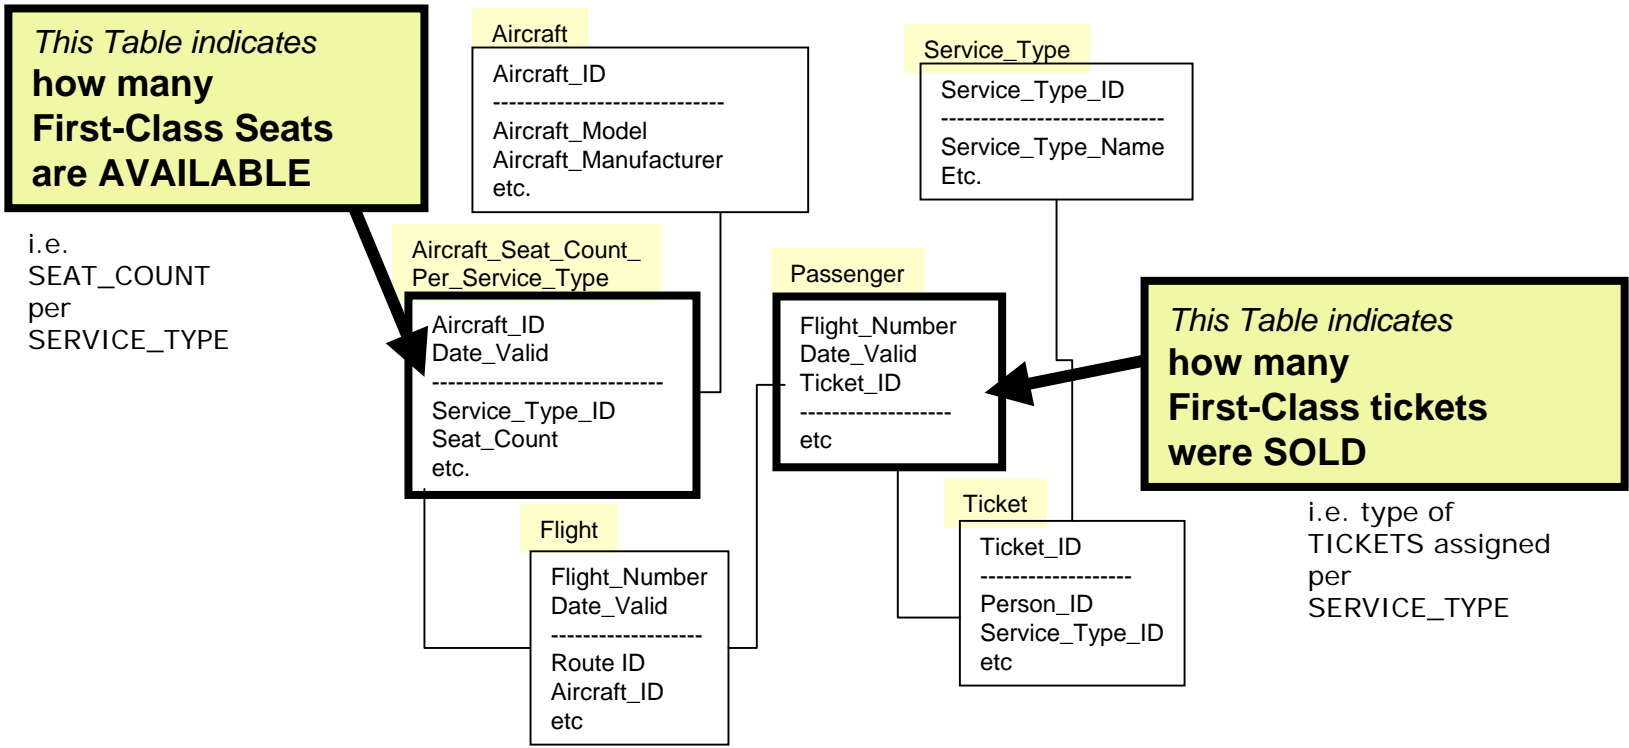 This Table indicates
how many
First-Class Seats
are AVAILABLE
i.e.
SEAT_COUNT
per
SERVICE_TYPE
Aircraft
Aircraft_ID
-----------------------------
Aircraft_Model
Aircraft_Manufacturer
etc.
Service_Type
Service_Type_ID
----------------------------
Service_Type_Name
Etc.
Aircraft_Seat_Count_
Per_Service_Type
Aircraft_ID
Date_Valid
-----------------------------
Service_Type_ID
Seat_Count
etc.
Passenger
Flight_Number
Date_Valid
Ticket_ID
-------------------
etc
This Table indicates
how many
First-Class tickets
were SOLD
i.e. type of
TICKETS assigned
per
SERVICE_TYPE
Flight
Flight_Number
Date_Valid
-------------------
Route ID
Aircraft_ID
etc
Ticket
Ticket_ID
-------------------
Person_ID
Service_Type_ID
etc